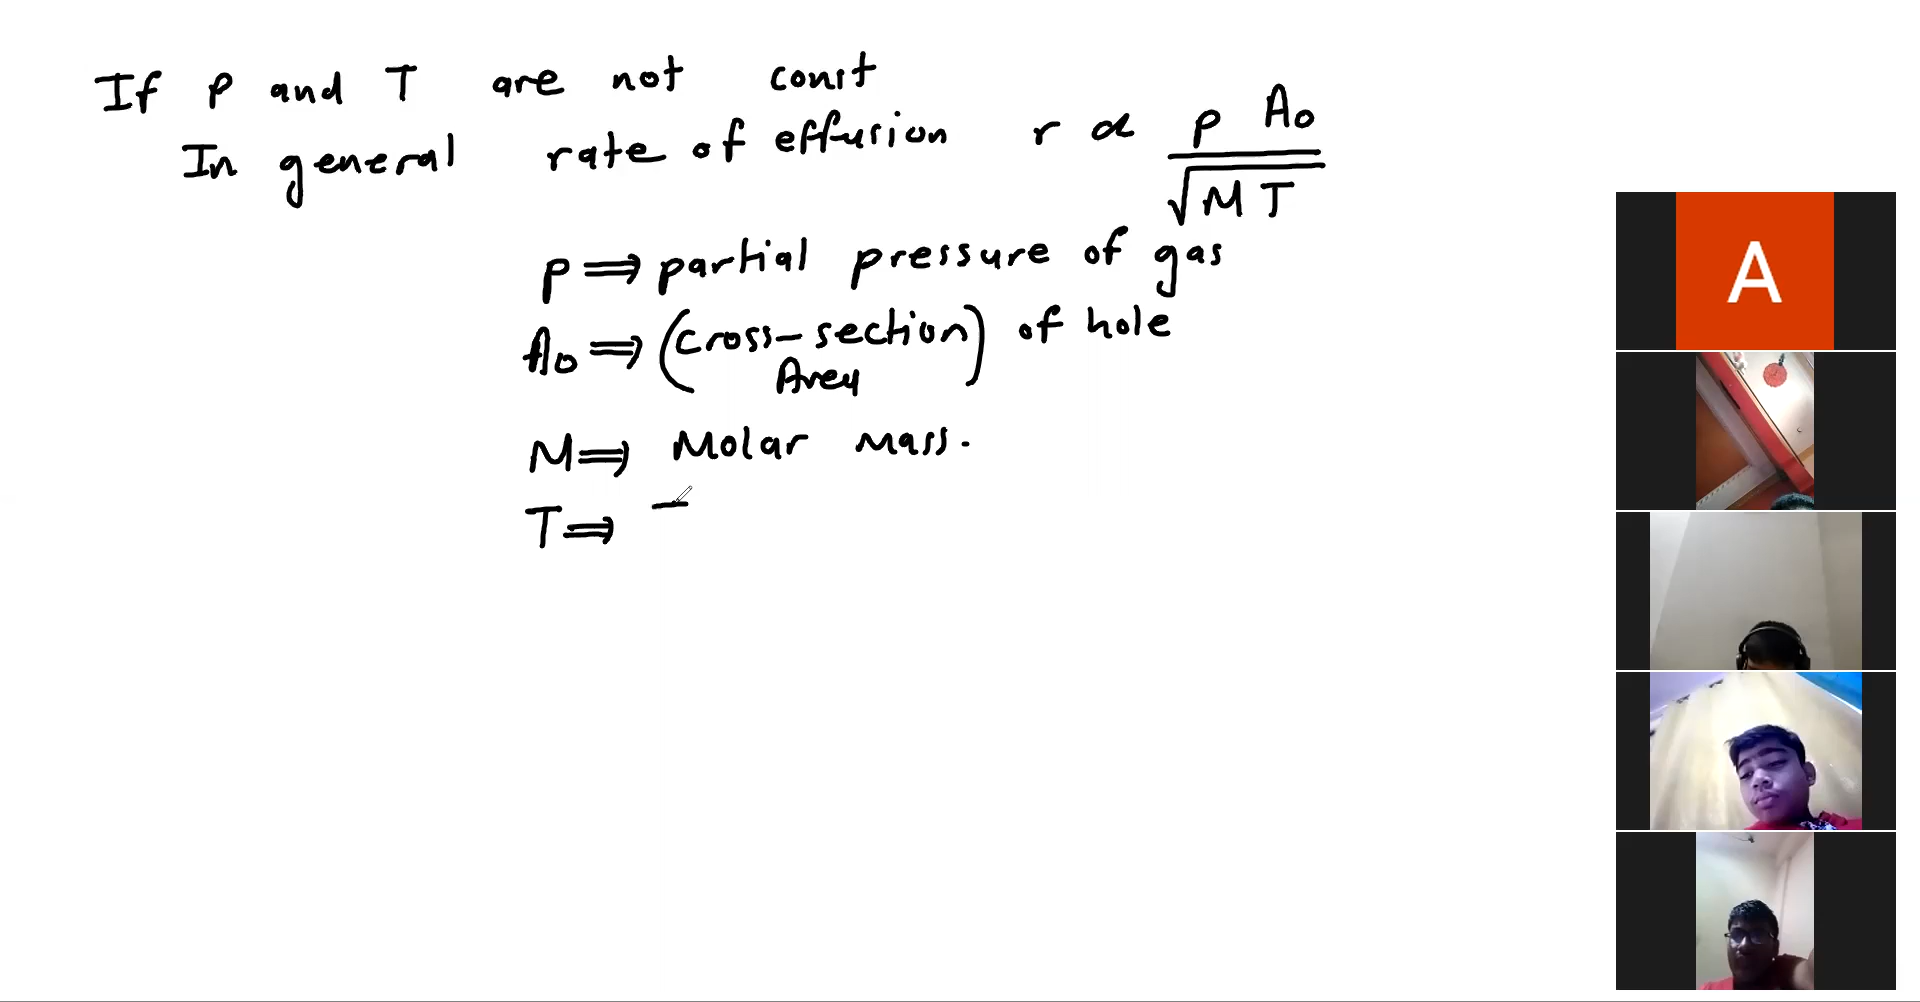 If P and T are not const
In general rate of effusion r ∝ P A₀ / √MT
P ⇒ partial pressure of gas
A₀ ⇒ (cross-section Area) of hole
M ⇒ Molar mass.
T ⇒
A